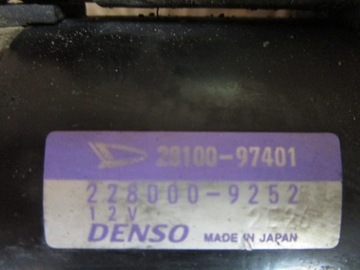 28100-97401
228000-9252
12V
DENSO MADE IN JAPAN